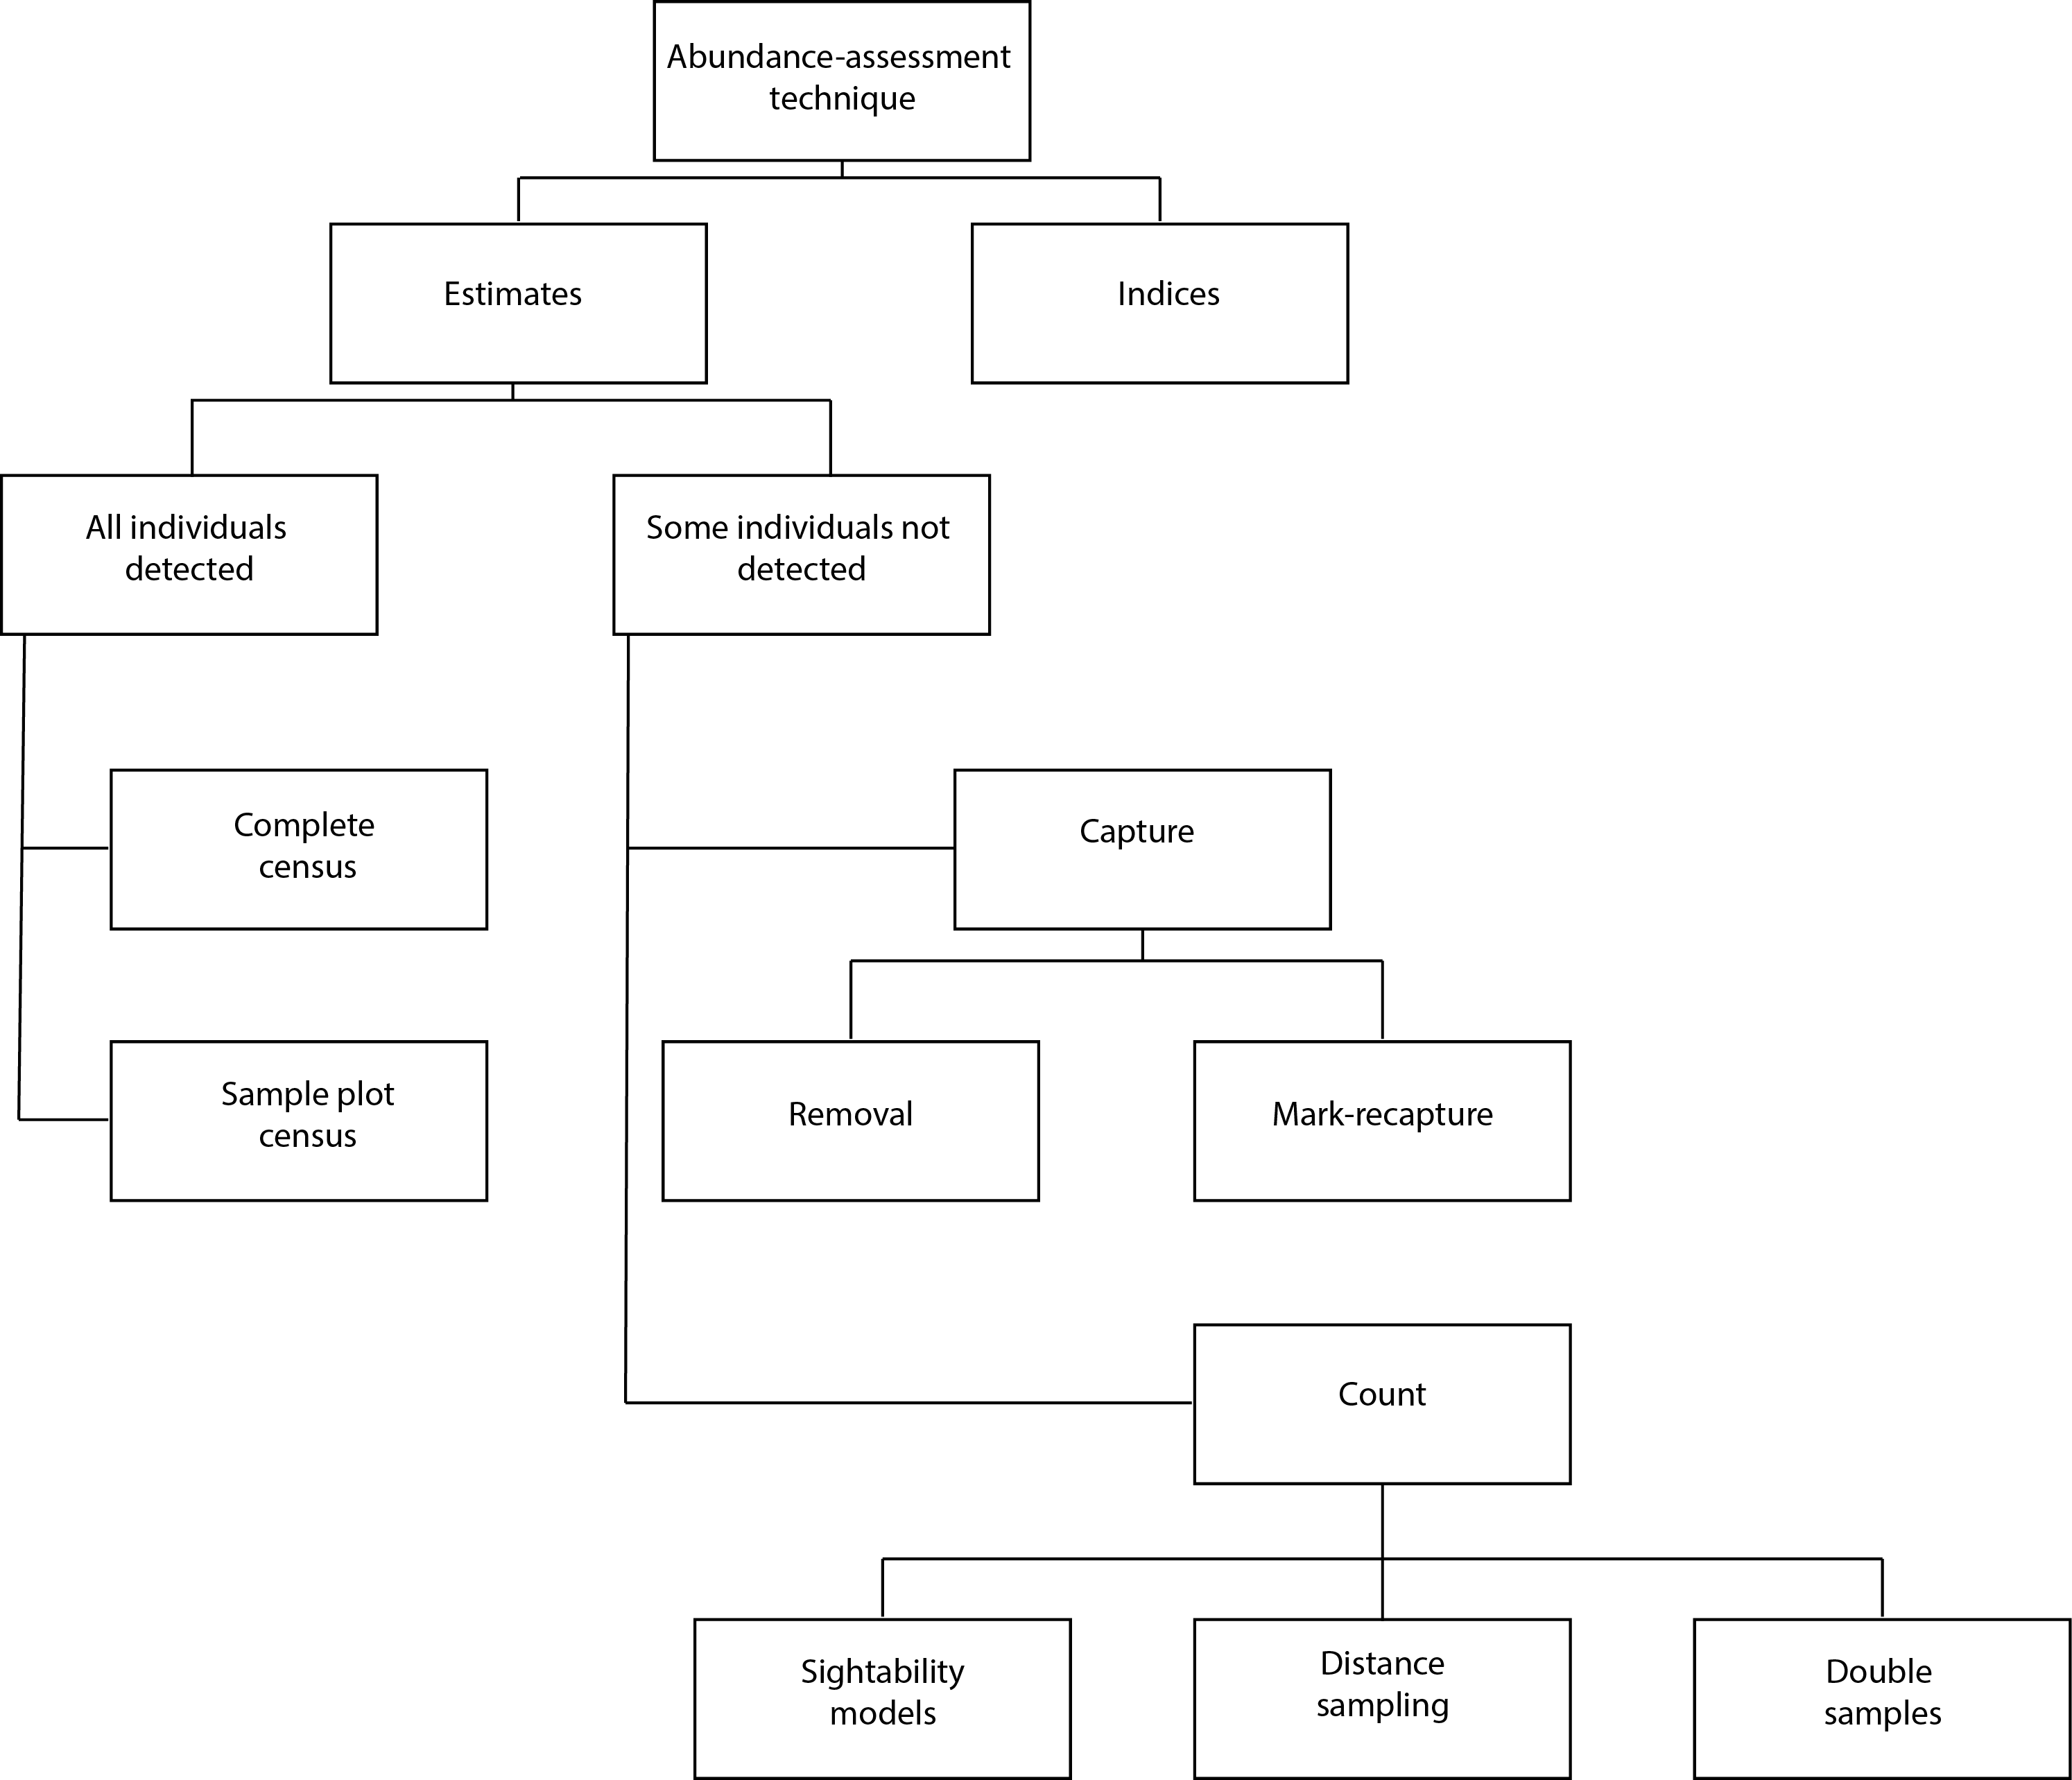 Abundance-assessment
technique
Estimates
Indices
All individuals
detected
Some individuals not
detected
Complete
census
Capture
Sample plot
census
Removal
Mark-recapture
Count
Sightability
models
Distance
sampling
Double
samples